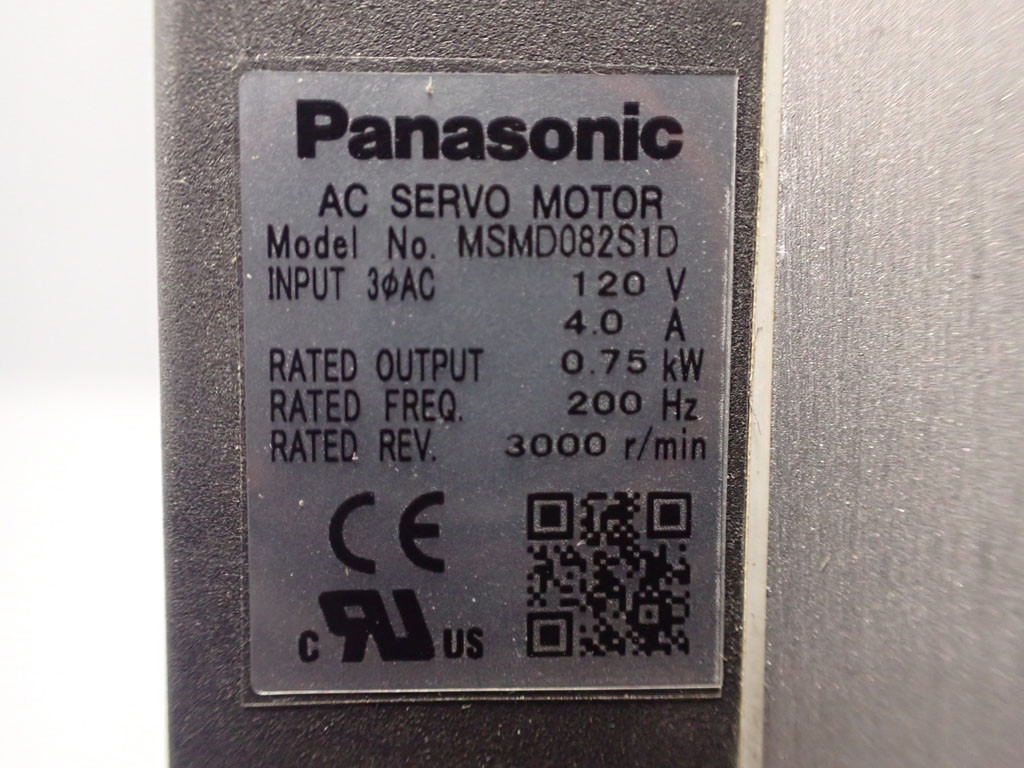 Panasonic
AC SERVO MOTOR
Model No. MSMD082S1D
INPUT 3ϕAC 120 V
4.0 A
RATED OUTPUT 0.75 kW
RATED FREQ. 200 Hz
RATED REV. 3000 r/min
CE
c RU US